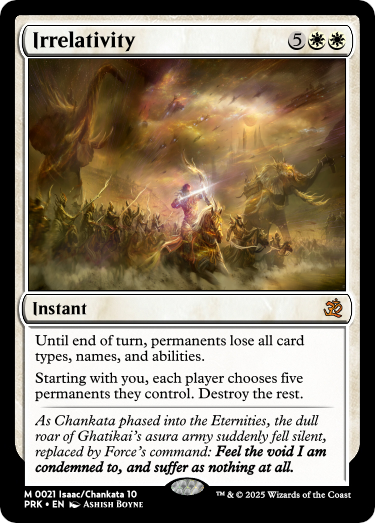 Irrelativity 5
Instant
Until end of turn, permanents lose all card
types, names, and abilities.
Starting with you, each player chooses five
permanents they control. Destroy the rest.
As Chankata phased into the Eternities, the dull
roar of Ghatikai's asura army suddenly fell silent,
replaced by Force's command: Feel the void I am
condemned to, and suffer as nothing at all.
M 0021 Isaac/Chankata 10
PRK • EN Ashish Boyne
™ & © 2025 Wizards of the Coast